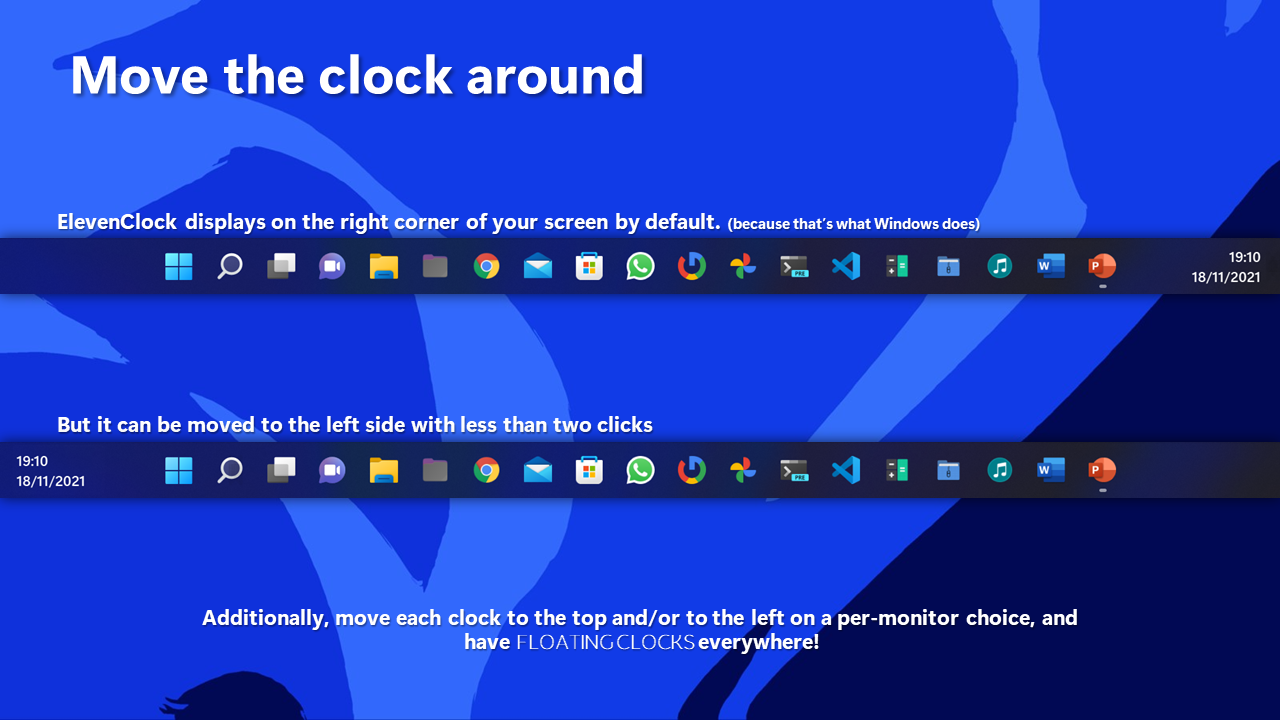 Move the clock around
ElevenClock displays on the right corner of your screen by default. (because that's what Windows does)
PRE
W
P
19:10
18/11/2021
But it can be moved to the left side with less than two clicks
19:10
18/11/2021
PRE
W
P
Additionally, move each clock to the top and/or to the left on a per-monitor choice, and
have FLOATING CLOCKS everywhere!